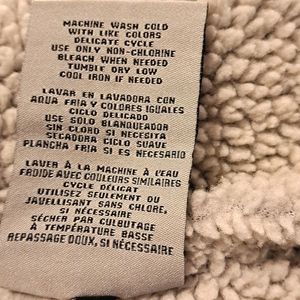 MACHINE WASH COLD
WITH LIKE COLORS
DELICATE CYCLE
USE ONLY NON-CHLORINE
BLEACH WHEN NEEDED
TUMBLE DRY LOW
COOL IRON IF NEEDED
LAVAR EN LAVADORA CON
AQUA FRIA Y COLORES IGUALES
CICLO DELICADO
USE SOLO BLANQUEADOR
SIN CLORO SI NECESITA
SECADORA CICLO SUAVE
PLANCHA FRIA SI ES NECESARIO
LAVER À LA MACHINE À L'EAU
FROIDE AVEC COULEURS SIMILAIRES
CYCLE DÉLICAT
UTILISEZ SEULEMENT OU
JAVELLISANT SANS CHLORE,
SI NÉCESSAIRE
SÉCHER PAR CULBUTAGE
À TEMPÉRATURE BASSE
REPASSAGE DOUX, SI NÉCESSAIRE